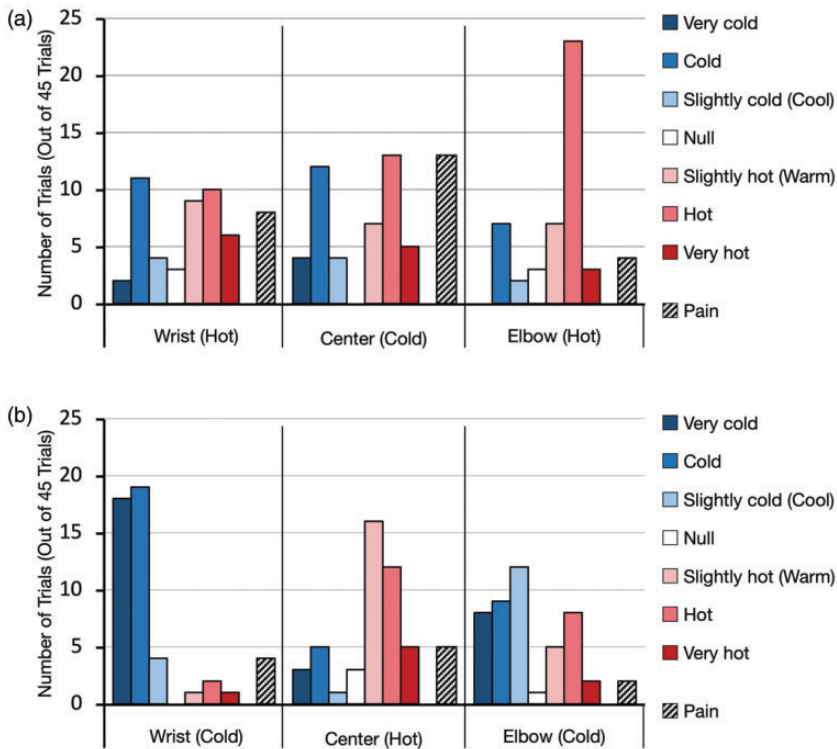 (a)
Number of Trials (Out of 45 Trials)
25
20
15
10
5
0
Wrist (Hot)
Center (Cold)
Elbow (Hot)
Very cold
Cold
Slightly cold (Cool)
Null
Slightly hot (Warm)
Hot
Very hot
Pain
(b)
Number of Trials (Out of 45 Trials)
25
20
15
10
5
0
Wrist (Cold)
Center (Hot)
Elbow (Cold)
Very cold
Cold
Slightly cold (Cool)
Null
Slightly hot (Warm)
Hot
Very hot
Pain